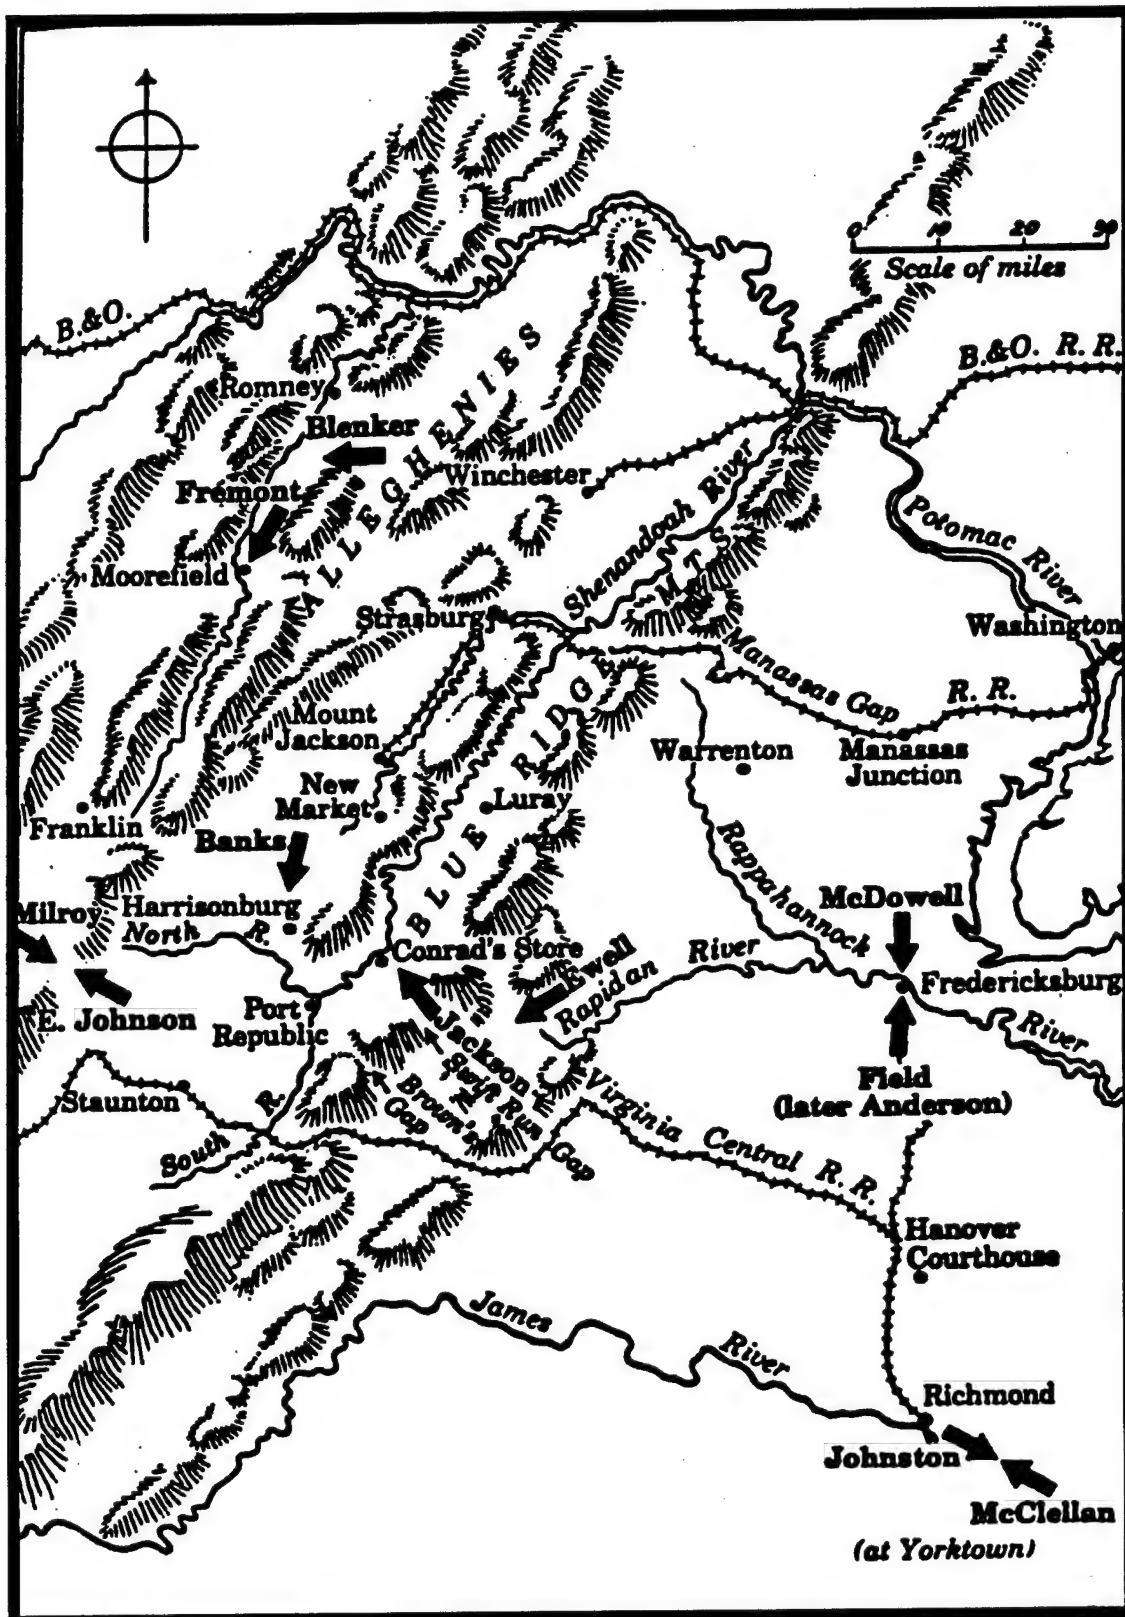 0 10 20 30
Scale of miles
B.&O.
B.&O. R.R.
Romney
Blenker
ALLEGHENIES
Winchester
Fremont
Shenandoah River
Potomac River
Moorefield
MTS
Strasburg
Washington
Manassas Gap R. R.
BLUE RIDGE
Mount
Jackson
Warrenton
Manassas
Junction
New
Market
Luray
Franklin
Banks
Rappahannock
McDowell
Milroy
Harrisonburg
North R.
Conrad's Store
Ewell
Rapidan River
Fredericksburg
River
E. Johnson
Port
Republic
Jackson
Swift Run
Gap
Brown's
Gap
Field
(later Anderson)
Staunton
South R.
Virginia Central R. R.
Hanover
Courthouse
James River
Richmond
Johnston
McClellan
(at Yorktown)